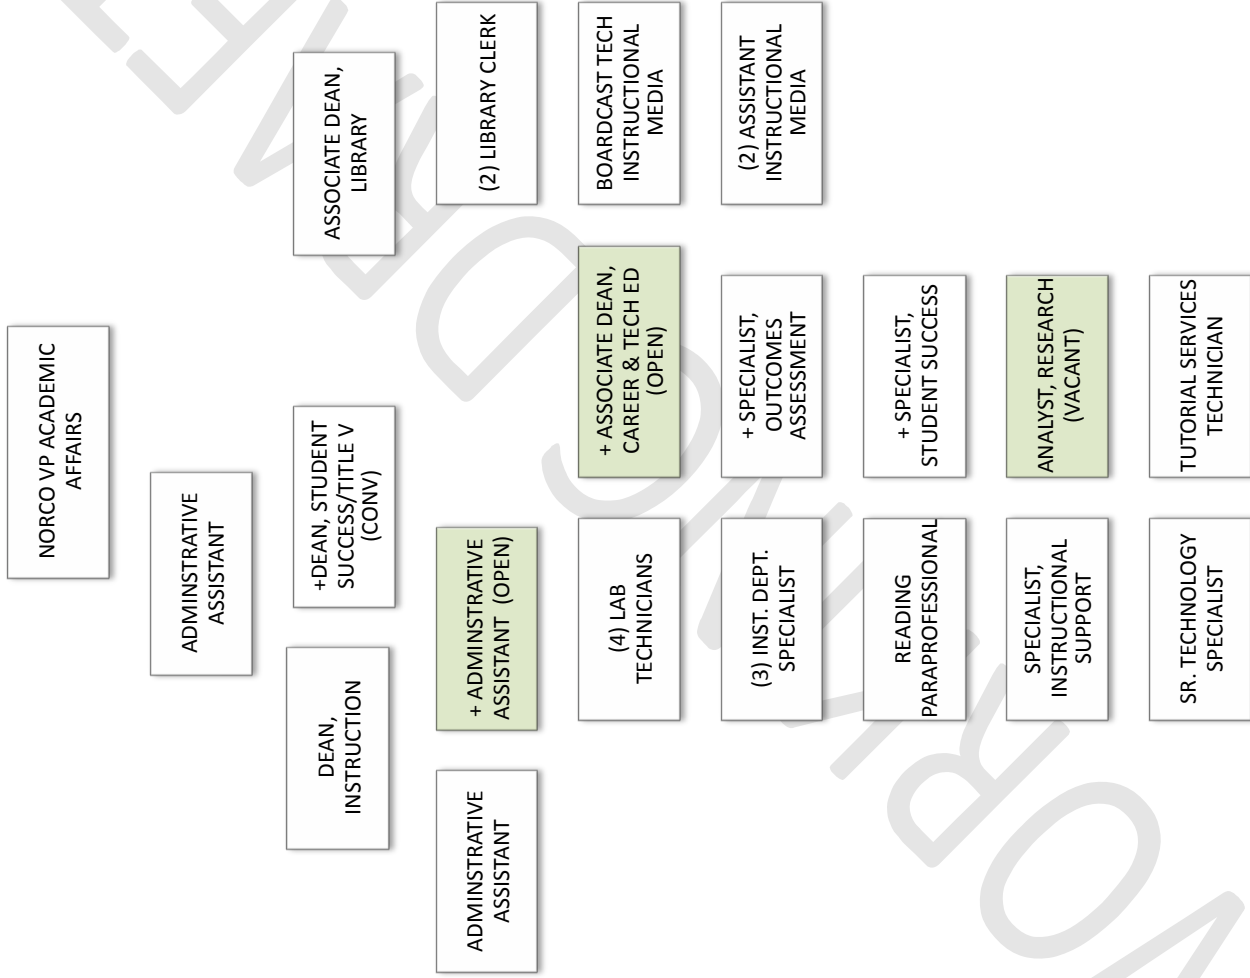 NORCO VP ACADEMIC
AFFAIRS
ADMINSTRATIVE
ASSISTANT
DEAN,
INSTRUCTION
+DEAN, STUDENT
SUCCESS/TITLE V
(CONV)
ASSOCIATE DEAN,
LIBRARY
ADMINSTRATIVE
ASSISTANT
+ ADMINSTRATIVE
ASSISTANT (OPEN)
(2) LIBRARY CLERK
(4) LAB
TECHNICIANS
+ ASSOCIATE DEAN,
CAREER & TECH ED
(OPEN)
BOARDCAST TECH
INSTRUCTIONAL
MEDIA
(3) INST. DEPT.
SPECIALIST
+ SPECIALIST,
OUTCOMES
ASSESSMENT
(2) ASSISTANT
INSTRUCTIONAL
MEDIA
READING
PARAPROFESSIONAL
+ SPECIALIST,
STUDENT SUCCESS
SPECIALIST,
INSTRUCTIONAL
SUPPORT
ANALYST, RESEARCH
(VACANT)
SR. TECHNOLOGY
SPECIALIST
TUTORIAL SERVICES
TECHNICIAN
WORKING DRAFT